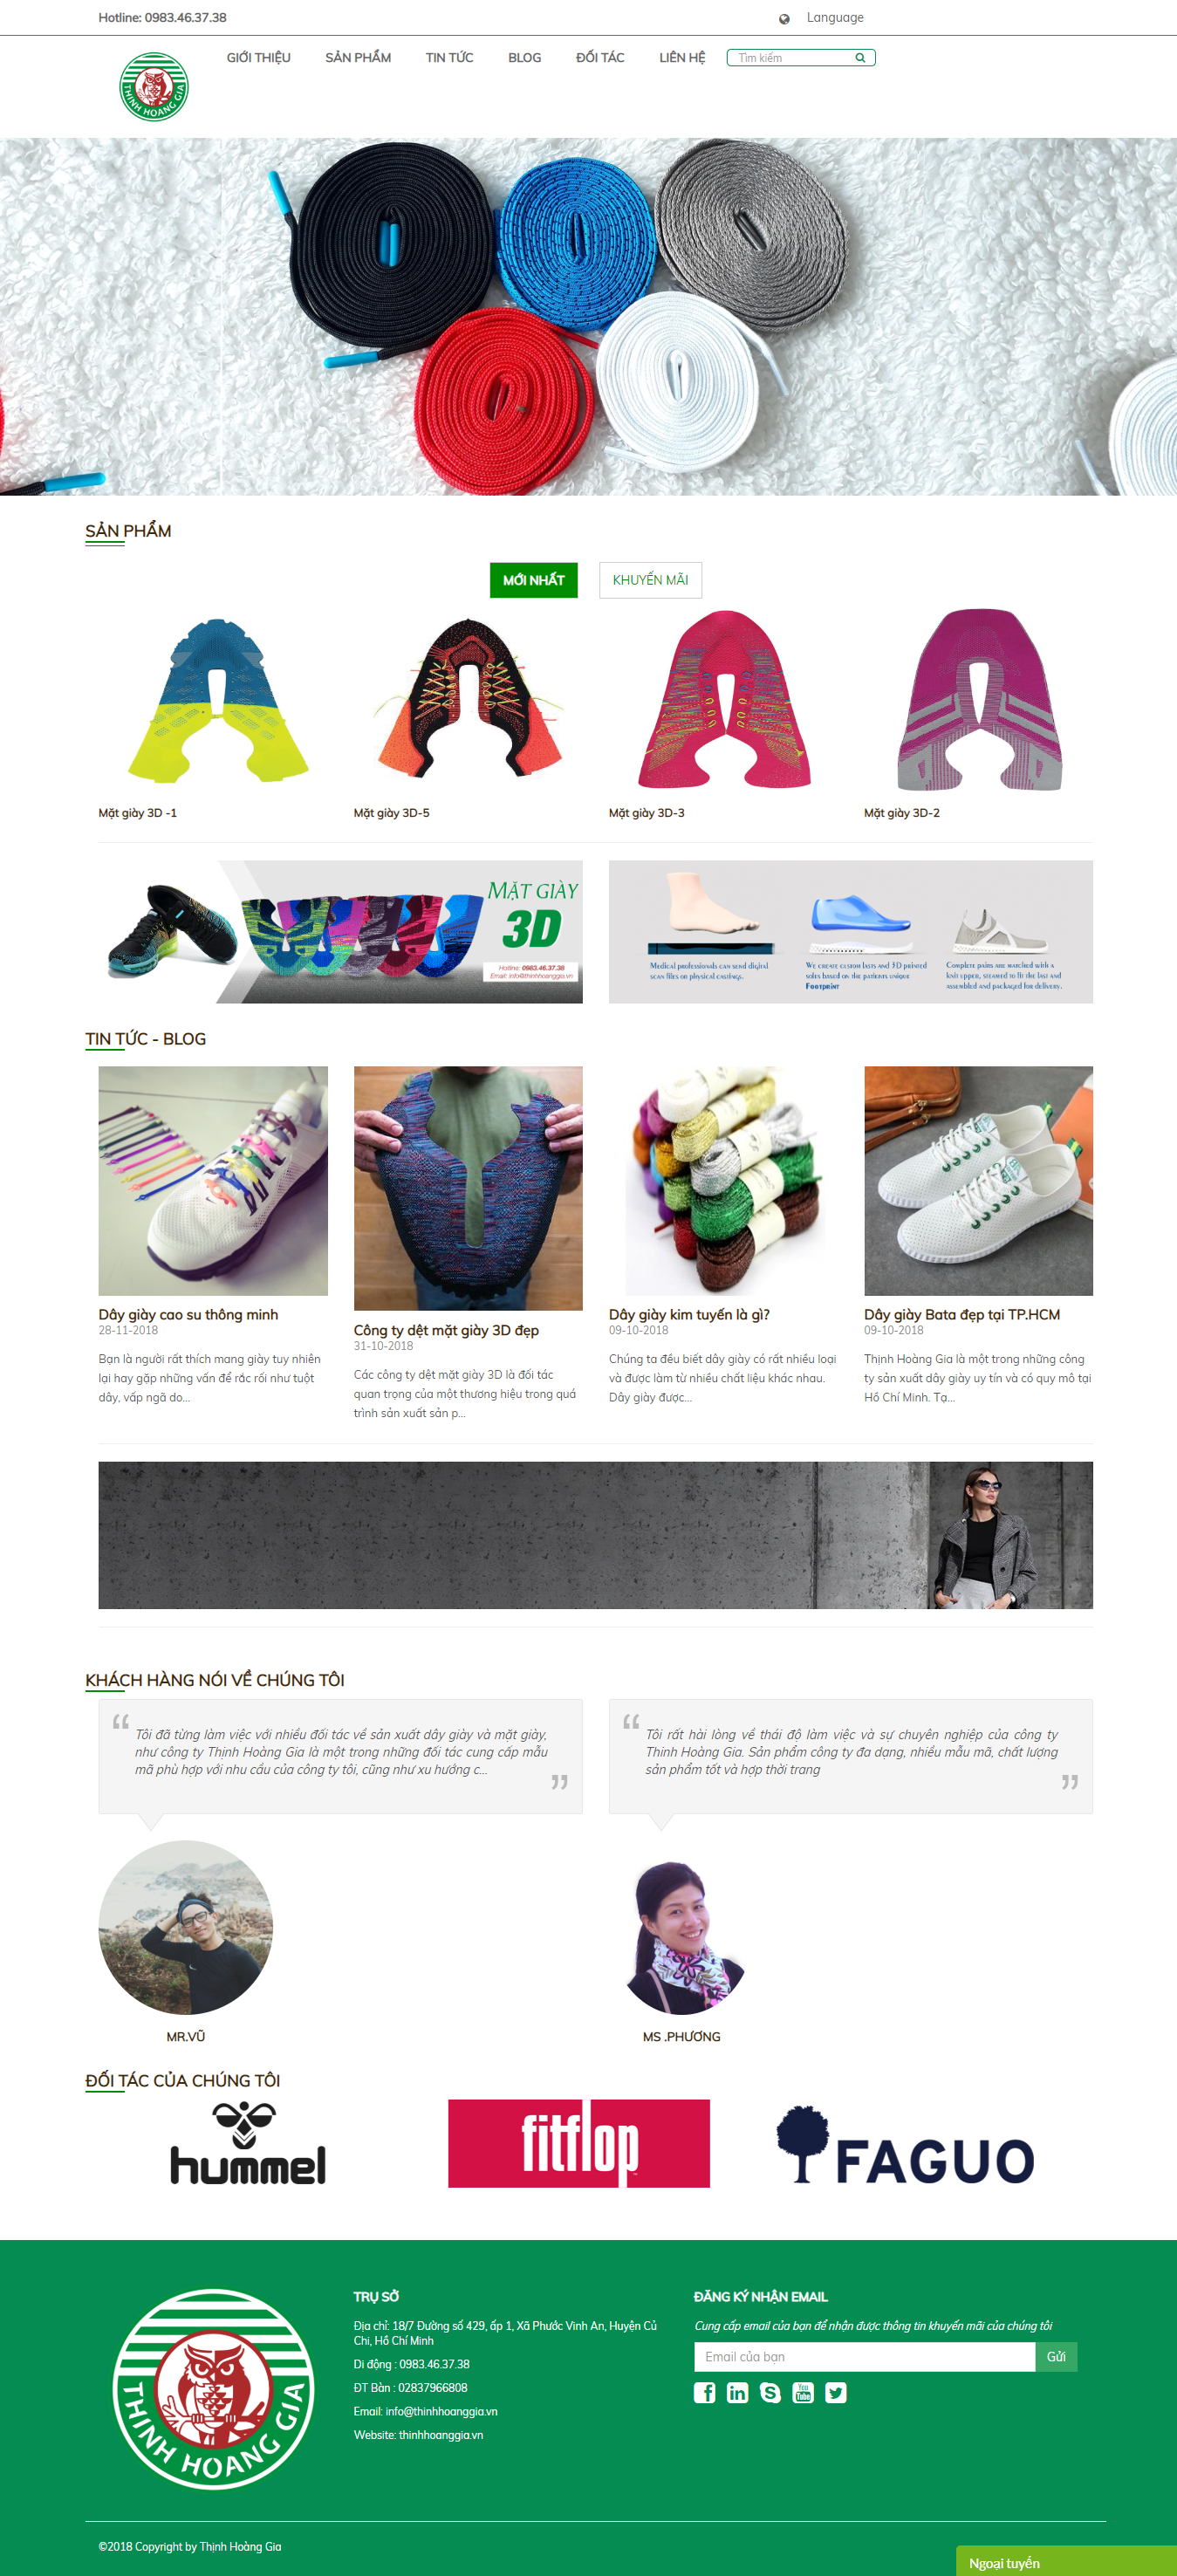 Hotline: 0983.46.37.38
Language
THỊNH HOÀNG GIA
GIỚI THIỆU
SẢN PHẨM
TIN TỨC
BLOG
ĐỐI TÁC
LIÊN HỆ
Tìm kiếm
SẢN PHẨM
MỚI NHẤT
KHUYẾN MÃI
Mặt giày 3D -1
Mặt giày 3D-5
Mặt giày 3D-3
Mặt giày 3D-2
MẶT GIÀY
3D
Hotline: 0983.46.37.38
Email: info@thinhhoanggia.vn
Medical professionals can send digital
scan files or physical castings.
We create custom lasts and 3D printed
soles based on the patients unique
Footprint
Complete pairs are matched with a
knit upper, steamed to fit the last and
assembled and packaged for delivery.
TIN TỨC - BLOG
Dây giày cao su thông minh
28-11-2018
Bạn là người rất thích mang giày tuy nhiên
lại hay gặp những vấn đề rắc rối như tuột
dây, vấp ngã do...
Công ty dệt mặt giày 3D đẹp
31-10-2018
Các công ty dệt mặt giày 3D là đối tác
quan trọng của một thương hiệu trong quá
trình sản xuất sản p...
Dây giày kim tuyến là gì?
09-10-2018
Chúng ta đều biết dây giày có rất nhiều loại
và được làm từ nhiều chất liệu khác nhau.
Dây giày được...
Dây giày Bata đẹp tại TP.HCM
09-10-2018
Thịnh Hoàng Gia là một trong những công
ty sản xuất dây giày uy tín và có quy mô tại
Hồ Chí Minh. Tạ...
KHÁCH HÀNG NÓI VỀ CHÚNG TÔI
“ Tôi đã từng làm việc với nhiều đối tác về sản xuất dây giày và mặt giày,
như công ty Thịnh Hoàng Gia là một trong những đối tác cung cấp mẫu
mã phù hợp với nhu cầu của công ty tôi, cũng như xu hướng c... ”
MR.VŨ
“ Tôi rất hài lòng về thái độ làm việc và sự chuyên nghiệp của công ty
Thinh Hoàng Gia. Sản phẩm công ty đa dạng, nhiều mẫu mã, chất lượng
sản phẩm tốt và hợp thời trang ”
MS .PHƯƠNG
ĐỐI TÁC CỦA CHÚNG TÔI
hummel
fitflop
FAGUO
THỊNH HOÀNG GIA
TRỤ SỞ
Địa chỉ: 18/7 Đường số 429, ấp 1, Xã Phước Vĩnh An, Huyện Củ
Chi, Hồ Chí Minh
Di động : 0983.46.37.38
ĐT Bàn : 02837966808
Email: info@thinhhoanggia.vn
Website: thinhhoanggia.vn
ĐĂNG KÝ NHẬN EMAIL
Cung cấp email của bạn để nhận được thông tin khuyến mãi của chúng tôi
Email của bạn
Gửi
You
Tube
©2018 Copyright by Thịnh Hoàng Gia
Ngoại tuyến